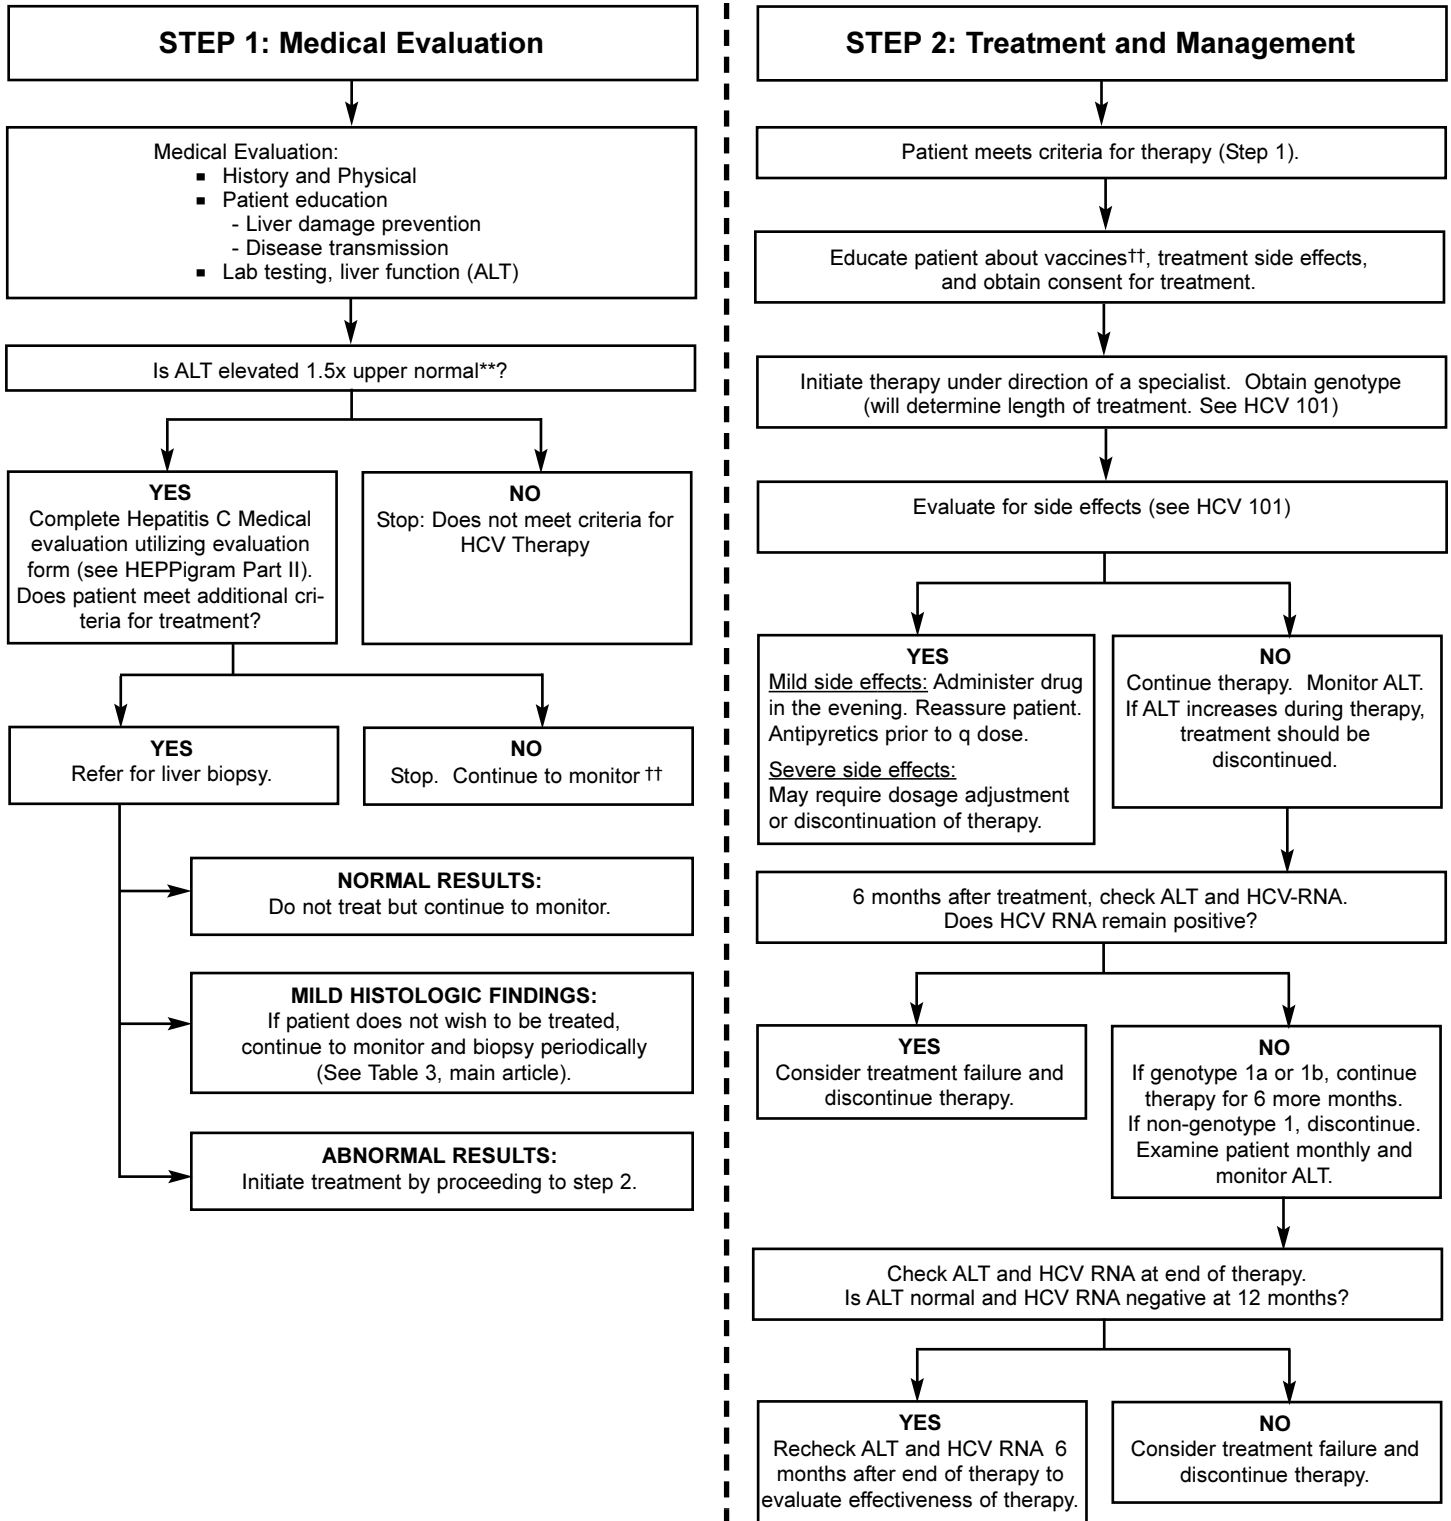 STEP 1: Medical Evaluation
Medical Evaluation:
▪ History and Physical
▪ Patient education
- Liver damage prevention
- Disease transmission
▪ Lab testing, liver function (ALT)
Is ALT elevated 1.5x upper normal**?
YES
Complete Hepatitis C Medical
evaluation utilizing evaluation
form (see HEPPigram Part II).
Does patient meet additional cri-
teria for treatment?
NO
Stop: Does not meet criteria for
HCV Therapy
YES
Refer for liver biopsy.
NO
Stop. Continue to monitor ††
NORMAL RESULTS:
Do not treat but continue to monitor.
MILD HISTOLOGIC FINDINGS:
If patient does not wish to be treated,
continue to monitor and biopsy periodically
(See Table 3, main article).
ABNORMAL RESULTS:
Initiate treatment by proceeding to step 2.
STEP 2: Treatment and Management
Patient meets criteria for therapy (Step 1).
Educate patient about vaccines††, treatment side effects,
and obtain consent for treatment.
Initiate therapy under direction of a specialist. Obtain genotype
(will determine length of treatment. See HCV 101)
Evaluate for side effects (see HCV 101)
YES
Mild side effects: Administer drug
in the evening. Reassure patient.
Antipyretics prior to q dose.
Severe side effects:
May require dosage adjustment
or discontinuation of therapy.
NO
Continue therapy. Monitor ALT.
If ALT increases during therapy,
treatment should be
discontinued.
6 months after treatment, check ALT and HCV-RNA.
Does HCV RNA remain positive?
YES
Consider treatment failure and
discontinue therapy.
NO
If genotype 1a or 1b, continue
therapy for 6 more months.
If non-genotype 1, discontinue.
Examine patient monthly and
monitor ALT.
Check ALT and HCV RNA at end of therapy.
Is ALT normal and HCV RNA negative at 12 months?
YES
Recheck ALT and HCV RNA 6
months after end of therapy to
evaluate effectiveness of therapy.
NO
Consider treatment failure and
discontinue therapy.